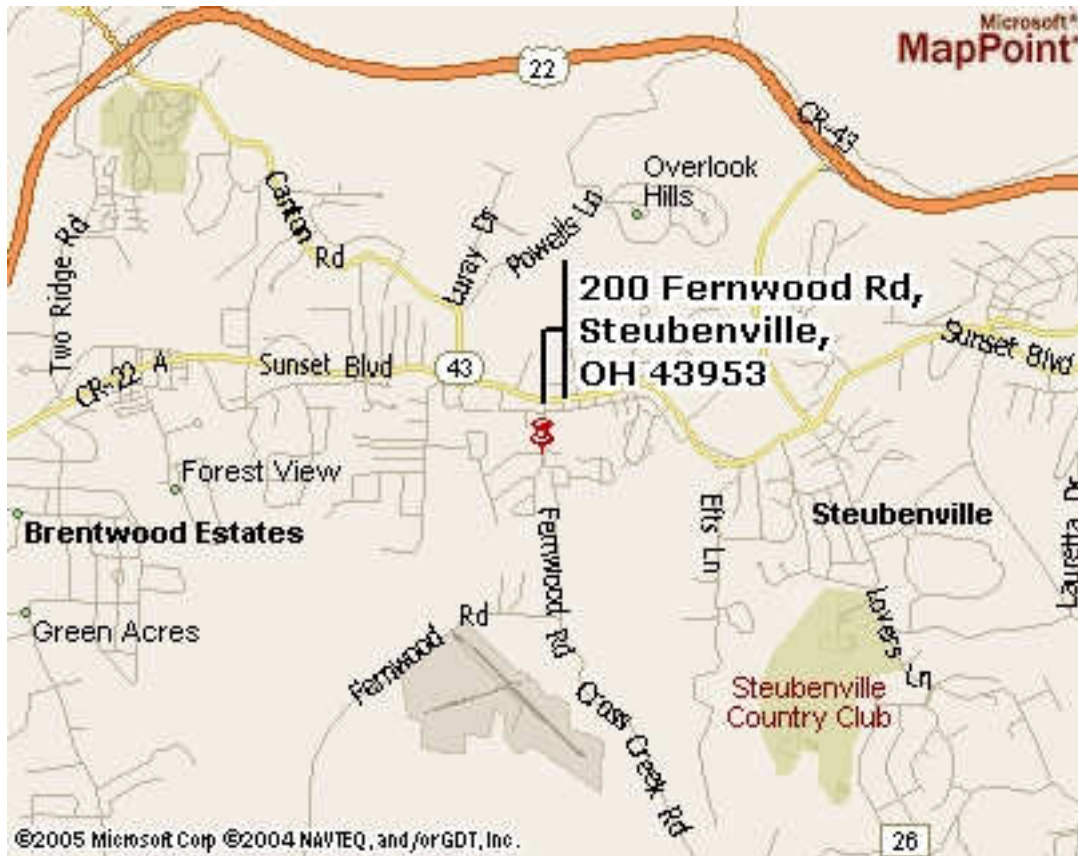 Microsoft®
MapPoint®
22
CR-43
Overlook
Hills
Canton
Rd
Luray Dr
Powells Ln
Two Ridge Rd
200 Fernwood Rd,
Steubenville,
OH 43953
Sunset Blvd
CR-22
A
Sunset Blvd
43
Forest View
Brentwood Estates
Steubenville
Efts Ln
Lauretta Dr
Fernwood Rd
Green Acres
Fernwood Rd
Lovers Ln
Steubenville
Country Club
Cross Creek Rd
©2005 Microsoft Corp ©2004 NAVTEQ, and/or GDT, Inc.
26